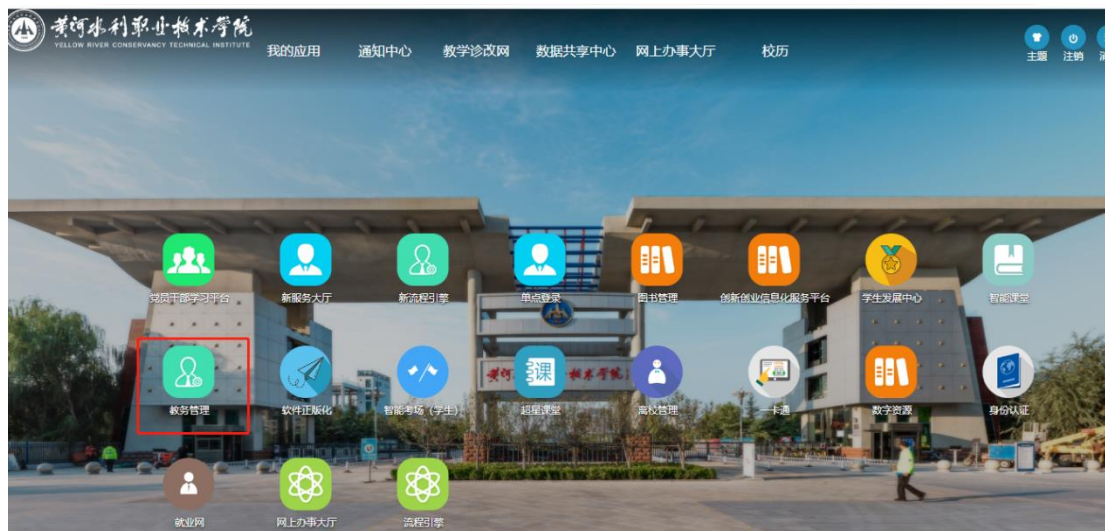 黄河水利职业技术学院
YELLOW RIVER CONSERVANCY TECHNICAL INSTITUTE
我的应用 通知中心 教学诊改网 数据共享中心 网上办事大厅 校历
主题 注销
党员干部学习平台 新服务大厅 新流程引擎 单点登录 图书管理 创新创业信息化服务平台 学生发展中心 智能课堂
课
教务管理 软件正版化 智能考场(学生) 超星课堂 高校管理 一卡通 数字资源 身份认证
就业网 网上办事大厅 流程引擎